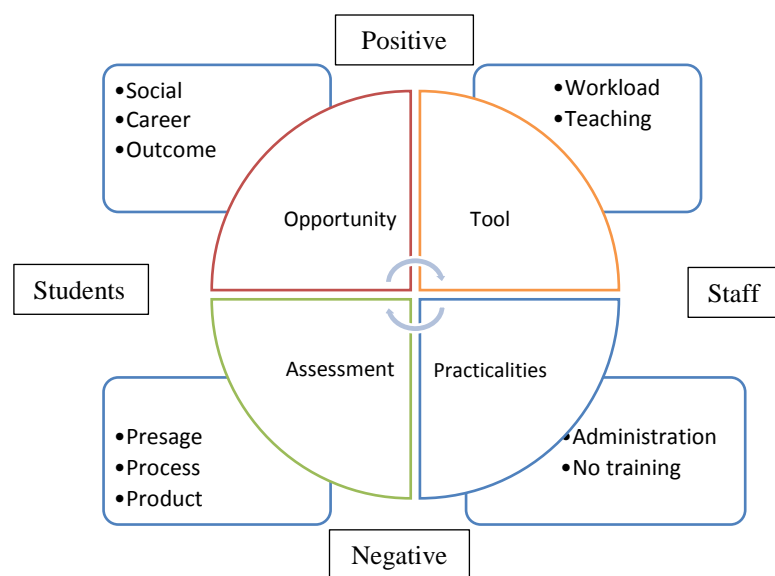 Positive
•Social
•Career
•Outcome
•Workload
•Teaching
Opportunity
Tool
Students
Staff
Assessment
Practicalities
•Presage
•Process
•Product
•Administration
•No training
Negative